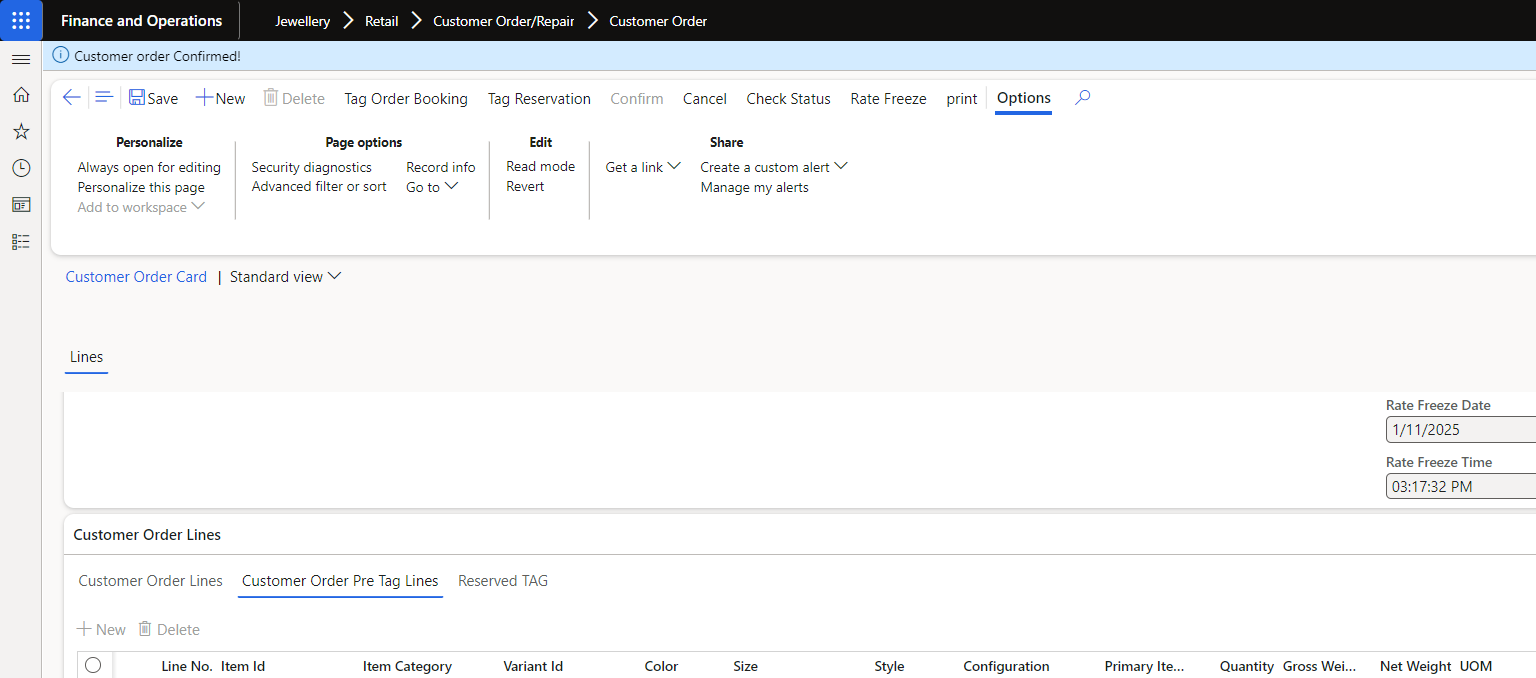 Finance and Operations
Jewellery Retail Customer Order/Repair Customer Order
Customer order Confirmed!
Save New Delete Tag Order Booking Tag Reservation Confirm Cancel Check Status Rate Freeze print Options
Personalize
Always open for editing
Personalize this page
Add to workspace
Page options
Security diagnostics
Advanced filter or sort
Record info
Go to
Edit
Read mode
Revert
Get a link
Share
Create a custom alert
Manage my alerts
Customer Order Card | Standard view
Lines
Rate Freeze Date
1/11/2025
Rate Freeze Time
03:17:32 PM
Customer Order Lines
Customer Order Lines Customer Order Pre Tag Lines Reserved TAG
New Delete
Line No. Item Id Item Category Variant Id Color Size Style Configuration Primary Ite... Quantity Gross Wei... Net Weight UOM